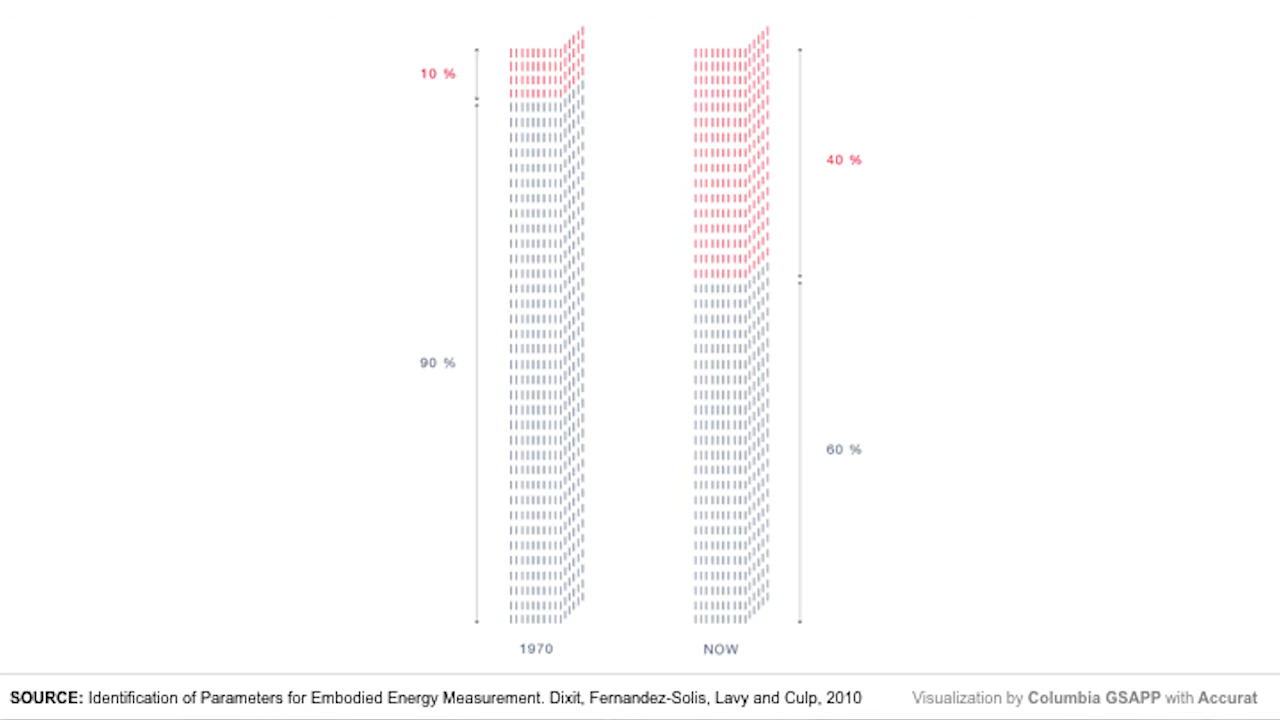 10 %
40 %
90 %
60 %
1970
NOW
SOURCE: Identification of Parameters for Embodied Energy Measurement. Dixit, Fernandez-Solis, Lavy and Culp, 2010
Visualization by Columbia GSAPP with Accurat